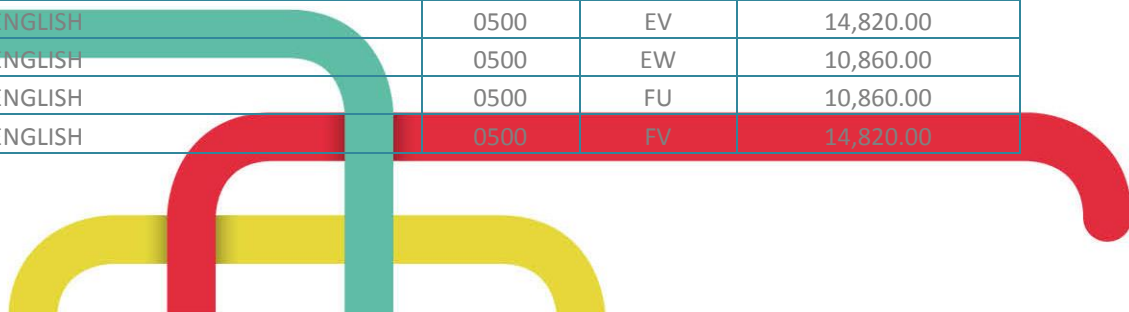 ENGLISH 0500 EV 14,820.00
ENGLISH 0500 EW 10,860.00
ENGLISH 0500 FU 10,860.00
ENGLISH 0500 FV 14,820.00